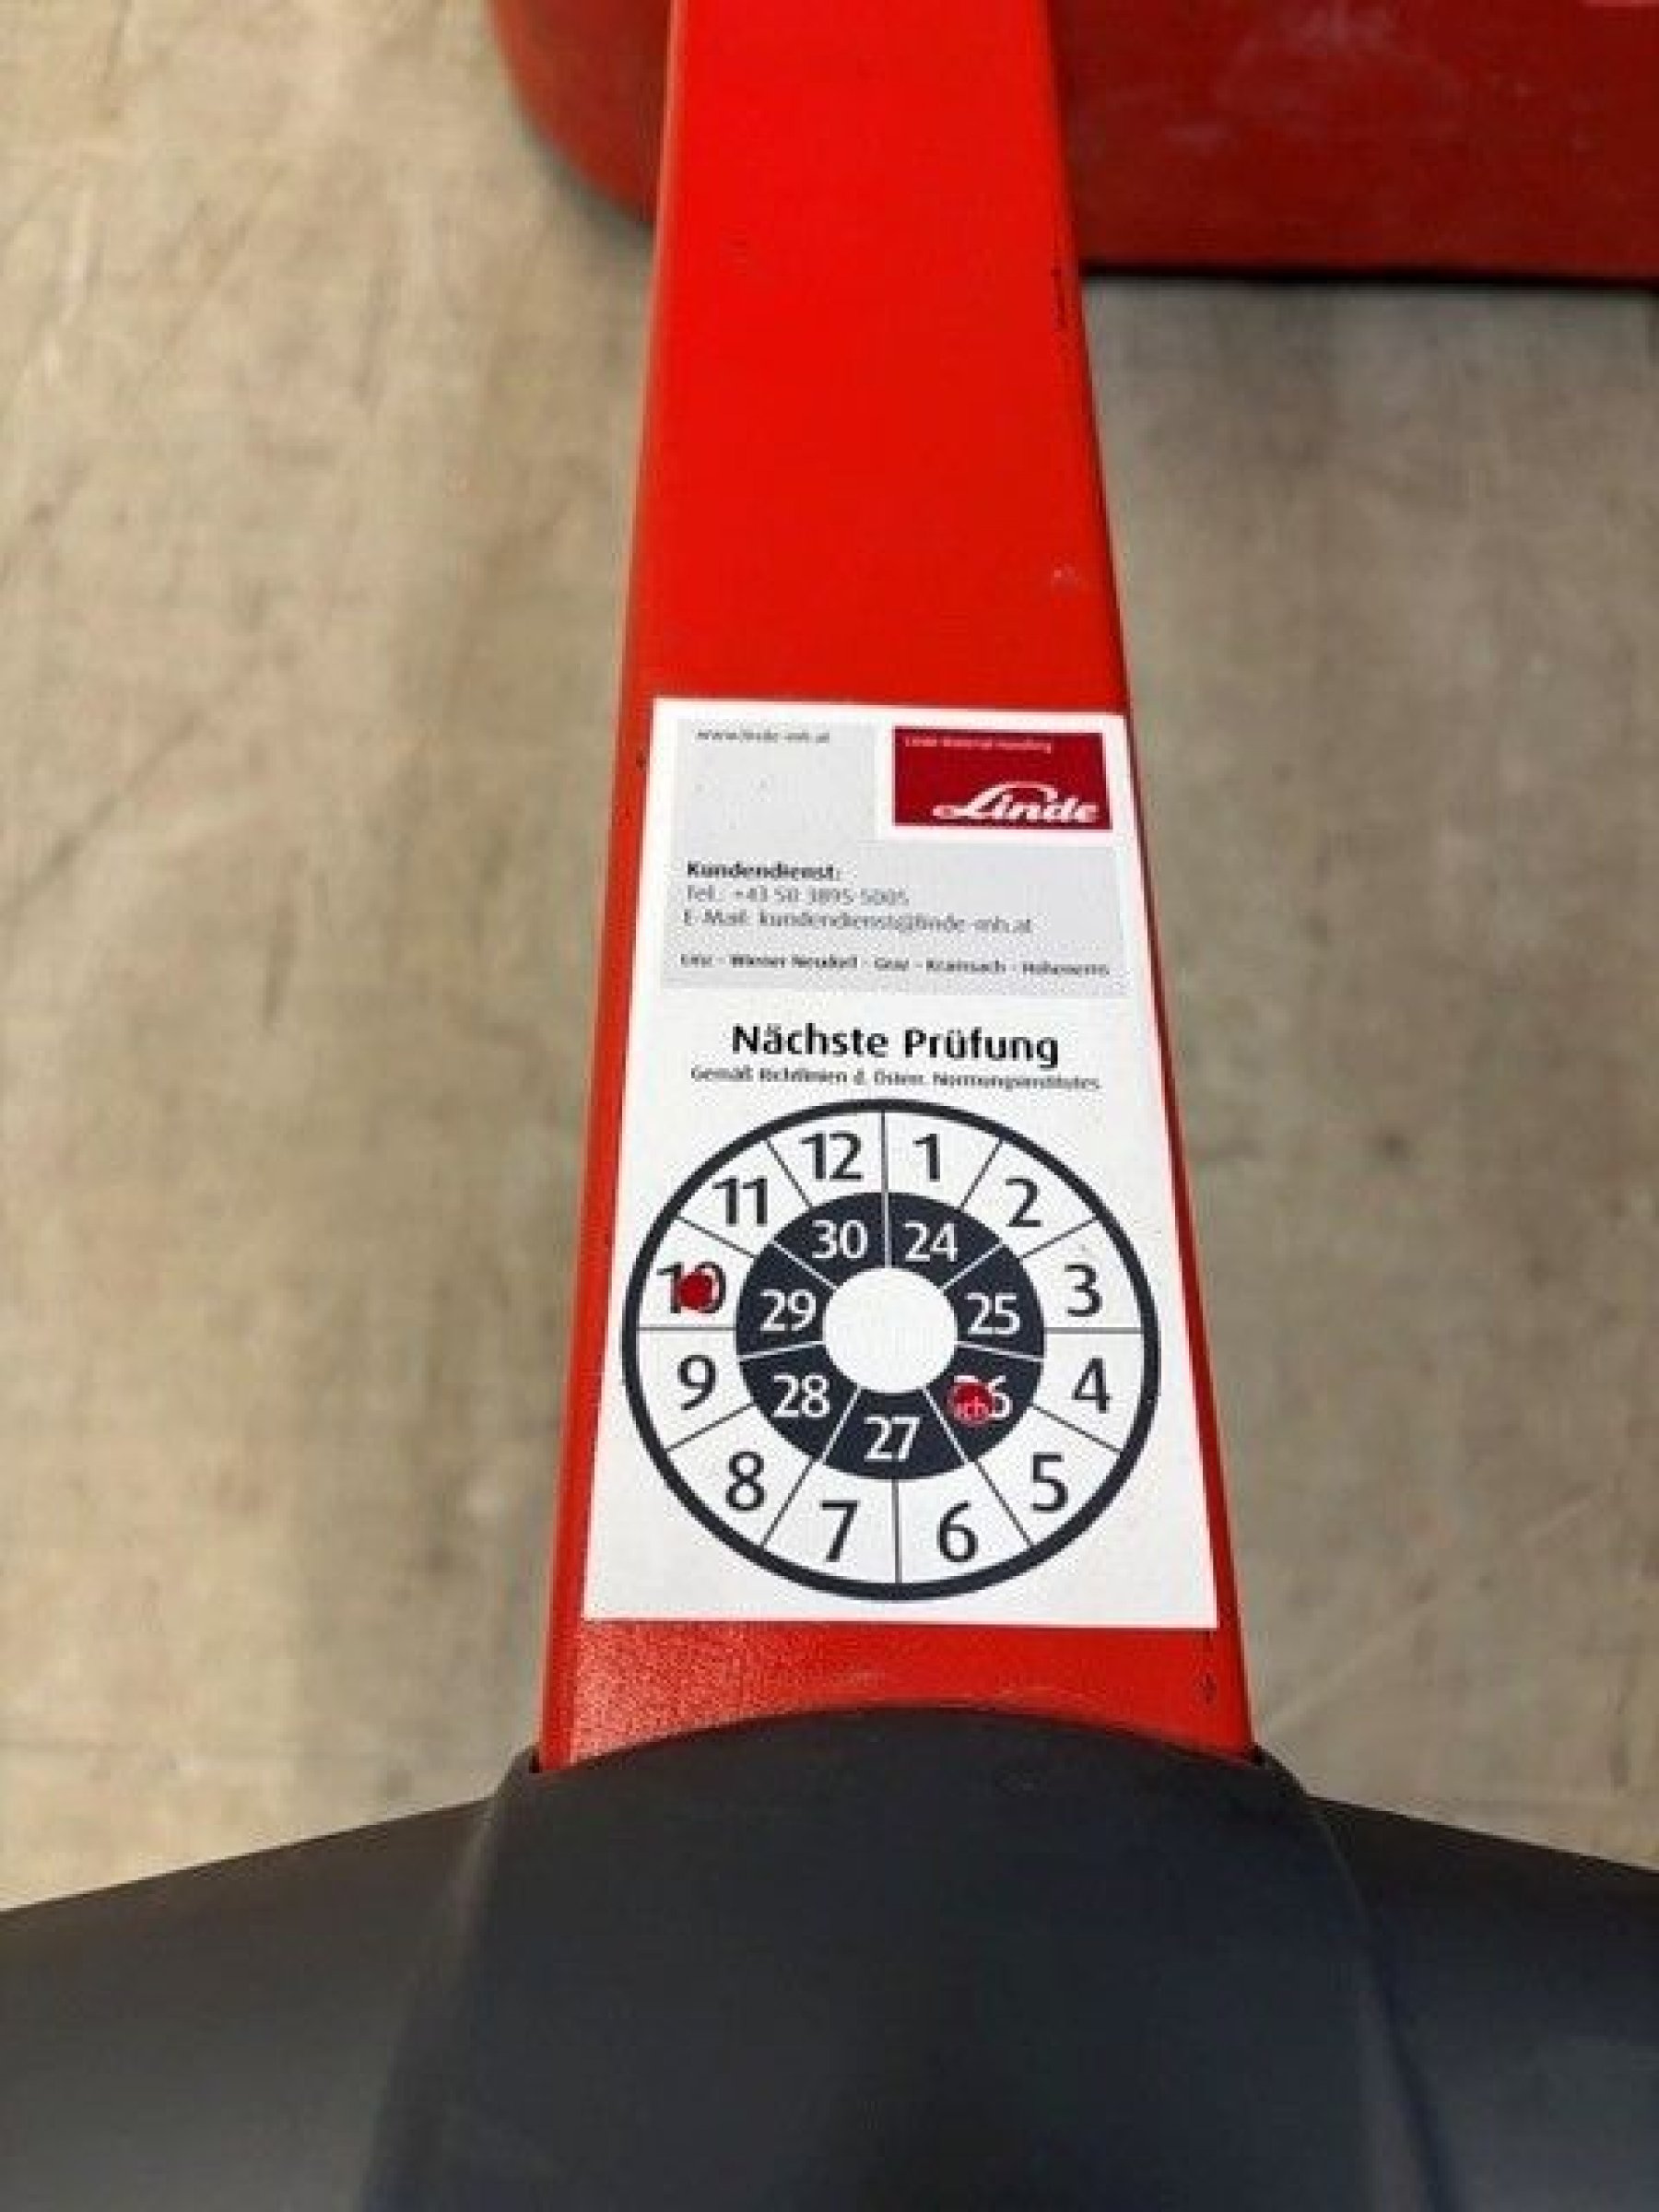 www.linde-mh.at
Linde Material Handling
Linde
Kundendienst:
Tel.: +43 50 3895-5005
E-Mail: kundendienst@linde-mh.at
Linz - Wiener Neudorf - Graz - Kramsach - Hohenems
Nächste Prüfung
Gemäß Richtlinien d. Österr. Normungsinstitutes
12 1
11 2
30 24
10 3
29 25
9 4
28 26
27
8 5
7 6